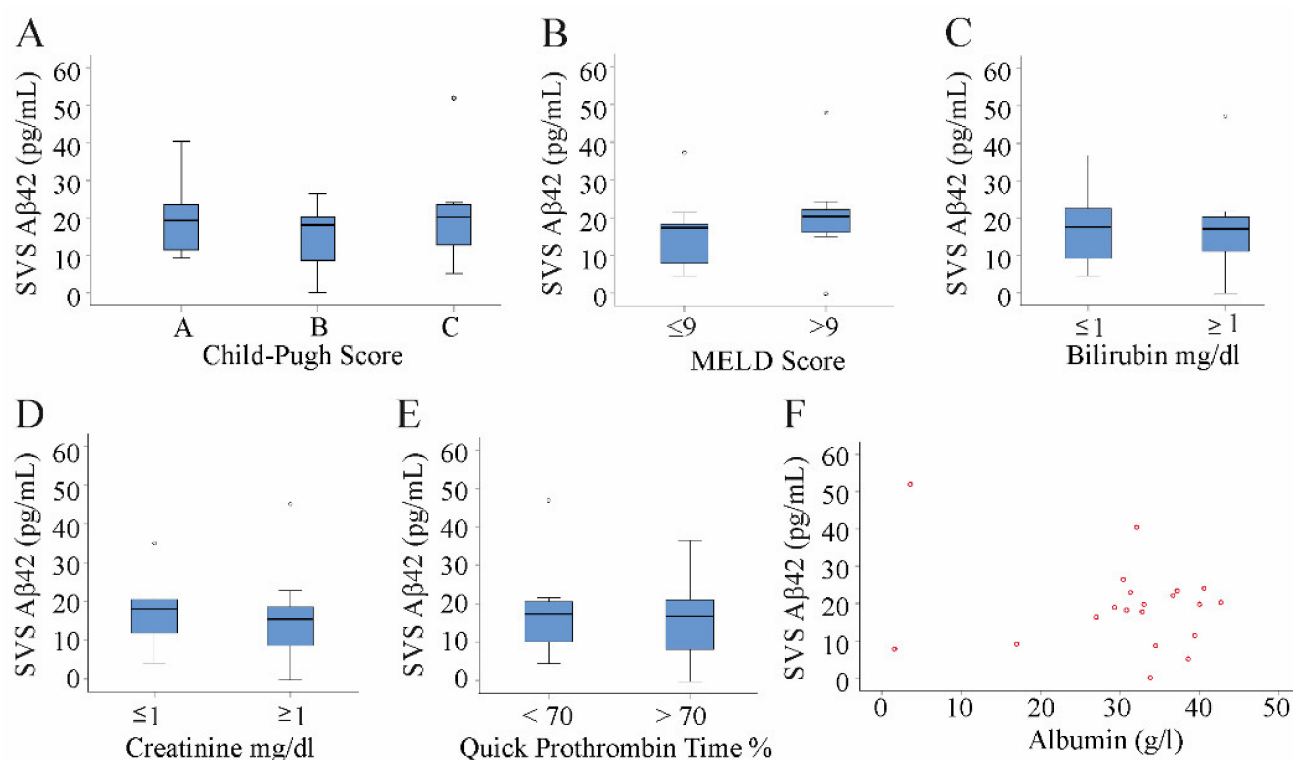 A
SVS Aβ42 (pg/mL)
60
50
40
30
20
10
0
A B C
Child-Pugh Score
B
SVS Aβ42 (pg/mL)
60
50
40
30
20
10
0
≤9 >9
MELD Score
C
SVS Aβ42 (pg/mL)
60
50
40
30
20
10
0
≤1 ≥1
Bilirubin mg/dl
D
SVS Aβ42 (pg/mL)
60
50
40
30
20
10
0
≤1 ≥1
Creatinine mg/dl
E
SVS Aβ42 (pg/mL)
60
50
40
30
20
10
0
< 70 > 70
Quick Prothrombin Time %
F
SVS Aβ42 (pg/mL)
60
50
40
30
20
10
0
0 10 20 30 40 50
Albumin (g/l)